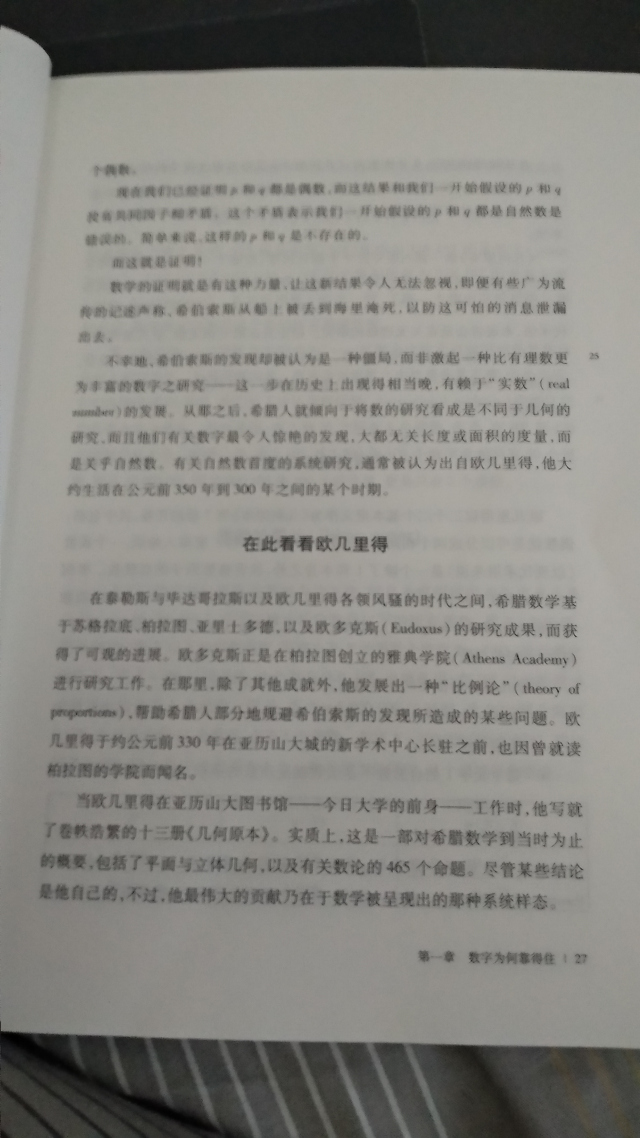 个偶数。
现在我们已经证明 p 和 q 都是偶数，而这结果和我们一开始假设的 p 和 q
没有共同因子相矛盾。这个矛盾表示我们一开始假设的 p 和 q 都是自然数是
错误的。简单来说，这样的 p 和 q 是不存在的。
而这就是证明！
数学的证明就是有这种力量，让这新结果令人无法忽视，即便有些广为流
传的记述声称，希伯索斯从船上被丢到海里淹死，以防这可怕的消息泄漏
出去。
不幸地，希伯索斯的发现却被认为是一种僵局，而非激起一种比有理数更
25
为丰富的数字之研究——这一步在历史上出现得相当晚，有赖于“实数”（real
number）的发展。从那之后，希腊人就倾向于将数的研究看成是不同于几何的
研究，而且他们有关数字最令人惊艳的发现，大都无关长度或面积的度量，而
是关乎自然数。有关自然数首度的系统研究，通常被认为出自欧几里得，他大
约生活在公元前 350 年到 300 年之间的某个时期。
在此看看欧几里得
在泰勒斯与毕达哥拉斯以及欧几里得各领风骚的时代之间，希腊数学基
于苏格拉底、柏拉图、亚里士多德，以及欧多克斯（Eudoxus）的研究成果，而获
得了可观的进展。欧多克斯正是在柏拉图创立的雅典学院（Athens Academy）
进行研究工作。在那里，除了其他成就外，他发展出一种“比例论”（theory of
proportions），帮助希腊人部分地规避希伯索斯的发现所造成的某些问题。欧
几里得于约公元前 330 年在亚历山大城的新学术中心长驻之前，也因曾就读
柏拉图的学院而闻名。
当欧几里得在亚历山大图书馆——今日大学的前身——工作时，他写就
了卷帙浩繁的十三册《几何原本》。实质上，这是一部对希腊数学到当时为止
的概要，包括了平面与立体几何，以及有关数论的 465 个命题。尽管某些结论
是他自己的，不过，他最伟大的贡献乃在于数学被呈现出的那种系统样态。
第一章 数字为何靠得住 | 27